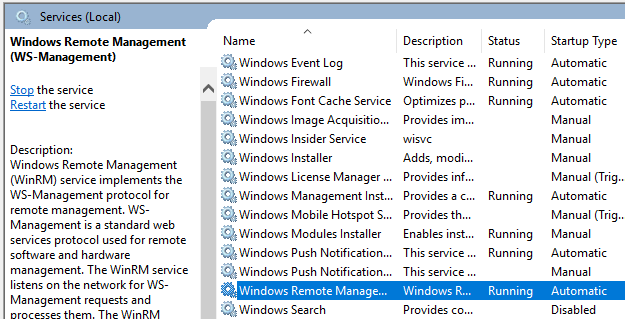 Services (Local)
Windows Remote Management
(WS-Management)
Stop the service
Restart the service
Description:
Windows Remote Management
(WinRM) service implements the
WS-Management protocol for
remote management. WS-
Management is a standard web
services protocol used for remote
software and hardware
management. The WinRM service
listens on the network for WS-
Management requests and
processes them. The WinRM
Name Description Status Startup Type
Windows Event Log This service ... Running Automatic
Windows Firewall Windows Fi... Running Automatic
Windows Font Cache Service Optimizes p... Running Automatic
Windows Image Acquisitio... Provides im... Manual
Windows Insider Service wisvc Manual
Windows Installer Adds, modi... Manual
Windows License Manager ... Provides inf... Manual (Trig...
Windows Management Inst... Provides a c... Running Automatic
Windows Mobile Hotspot S... Provides th... Manual (Trig...
Windows Modules Installer Enables inst... Running Manual
Windows Push Notification... This service ... Running Automatic
Windows Push Notification... This service ... Manual
Windows Remote Manage... Windows R... Running Automatic
Windows Search Provides co... Disabled